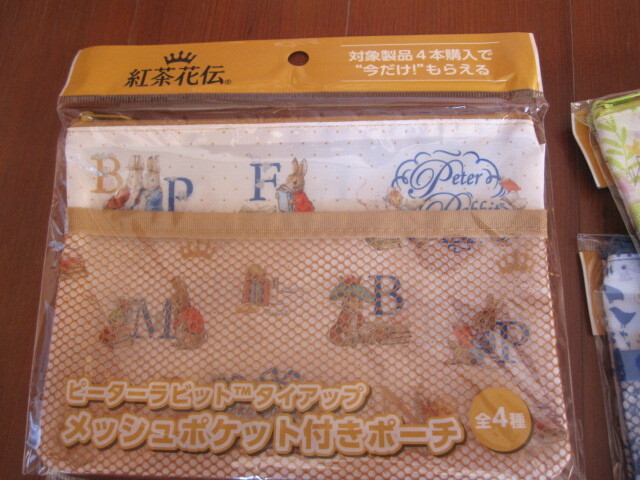 紅茶花伝®
対象製品4本購入で
"今だけ!"もらえる
B
P
F
Peter
Rabbit
M
B
P
ピーターラビット™タイアップ
メッシュポケット付きポーチ
全4種